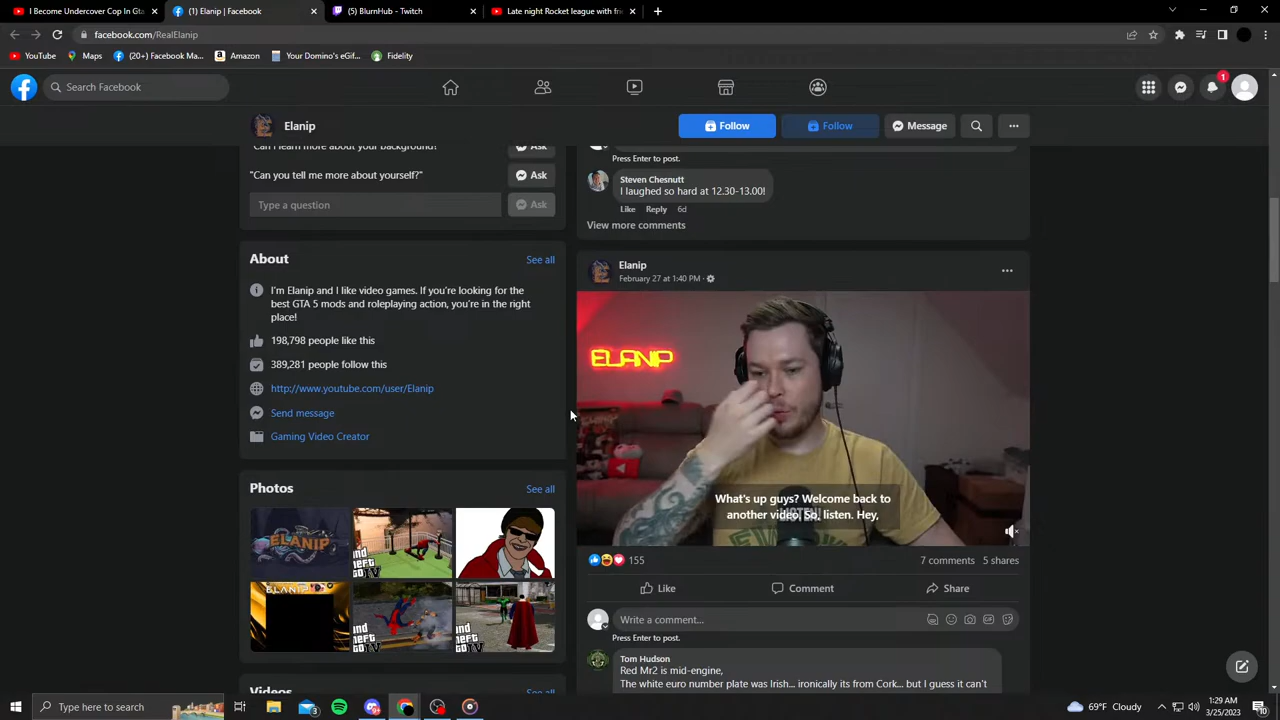 I Become Undercover Cop In Gta
(1) Elanip | Facebook
(5) BlurnHub - Twitch
Late night Rocket league with fri
facebook.com/RealElanip
YouTube
Maps
(20+) Facebook Ma...
Amazon
Your Domino's eGif...
Fidelity
Search Facebook
1
Elanip
Follow
Follow
Message
"Can I learn more about your background?"
Ask
"Can you tell me more about yourself?"
Ask
Type a question
Ask
About
See all
I'm Elanip and I like video games. If you're looking for the
best GTA 5 mods and roleplaying action, you're in the right
place!
198,798 people like this
389,281 people follow this
http://www.youtube.com/user/Elanip
Send message
Gaming Video Creator
Photos
See all
ELANIP
GTA IV
ELANIP
GTA IV
GTA IV
Videos
See all
Press Enter to post.
Steven Chesnutt
I laughed so hard at 12.30-13.00!
Like Reply 6d
View more comments
Elanip
February 27 at 1:40 PM
ELANIP
What's up guys? Welcome back to
another video. So, listen. Hey,
LISTEN!
155
7 comments 5 shares
Like
Comment
Share
Write a comment...
Press Enter to post.
Tom Hudson
Red Mr2 is mid-engine,
The white euro number plate was Irish... ironically its from Cork... but I guess it can't
Type here to search
69°F Cloudy
1:29 AM
3/25/2023